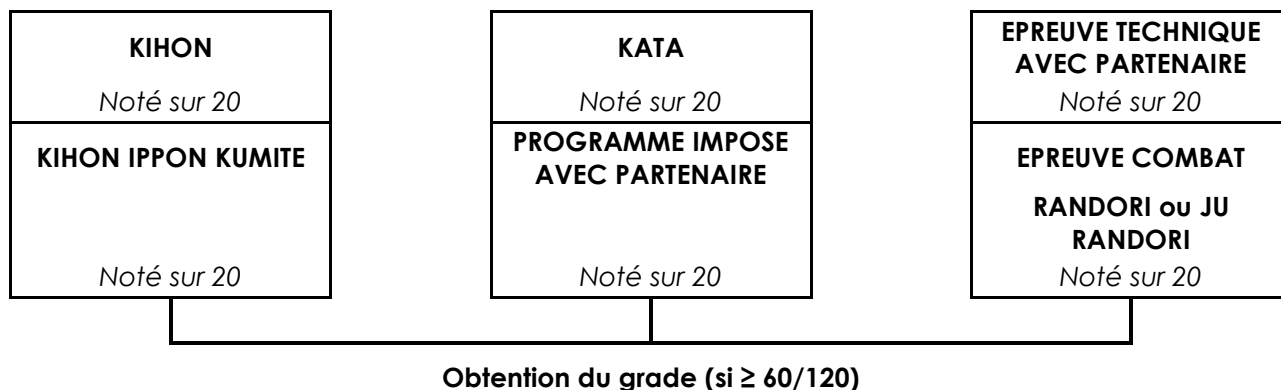 KIHON
Noté sur 20
KIHON IPPON KUMITE
Noté sur 20
KATA
Noté sur 20
PROGRAMME IMPOSE
AVEC PARTENAIRE
Noté sur 20
EPREUVE TECHNIQUE
AVEC PARTENAIRE
Noté sur 20
EPREUVE COMBAT
RANDORI ou JU
RANDORI
Noté sur 20
Obtention du grade (si ≥ 60/120)